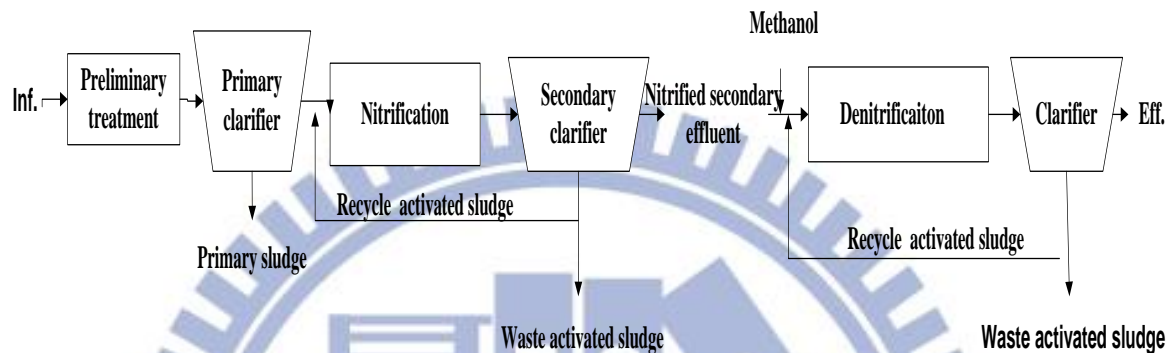 Methanol
Inf.
Preliminary
treatment
Primary
clarifier
Nitrification
Secondary
clarifier
Nitrified secondary
effluent
Denitrificaiton
Clarifier
Eff.
Recycle activated sludge
Recycle activated sludge
Primary sludge
Waste activated sludge
Waste activated sludge